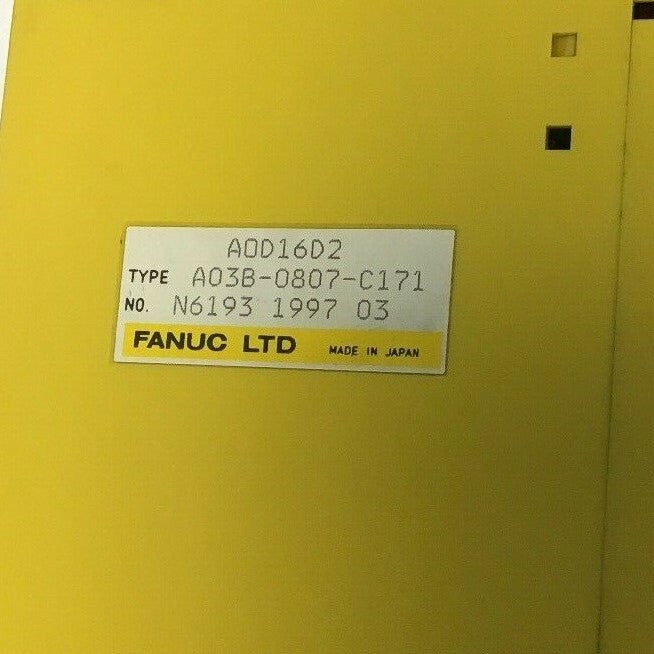 AOD16D2
TYPE A03B-0807-C171
NO. N6193 1997 03
FANUC LTD MADE IN JAPAN